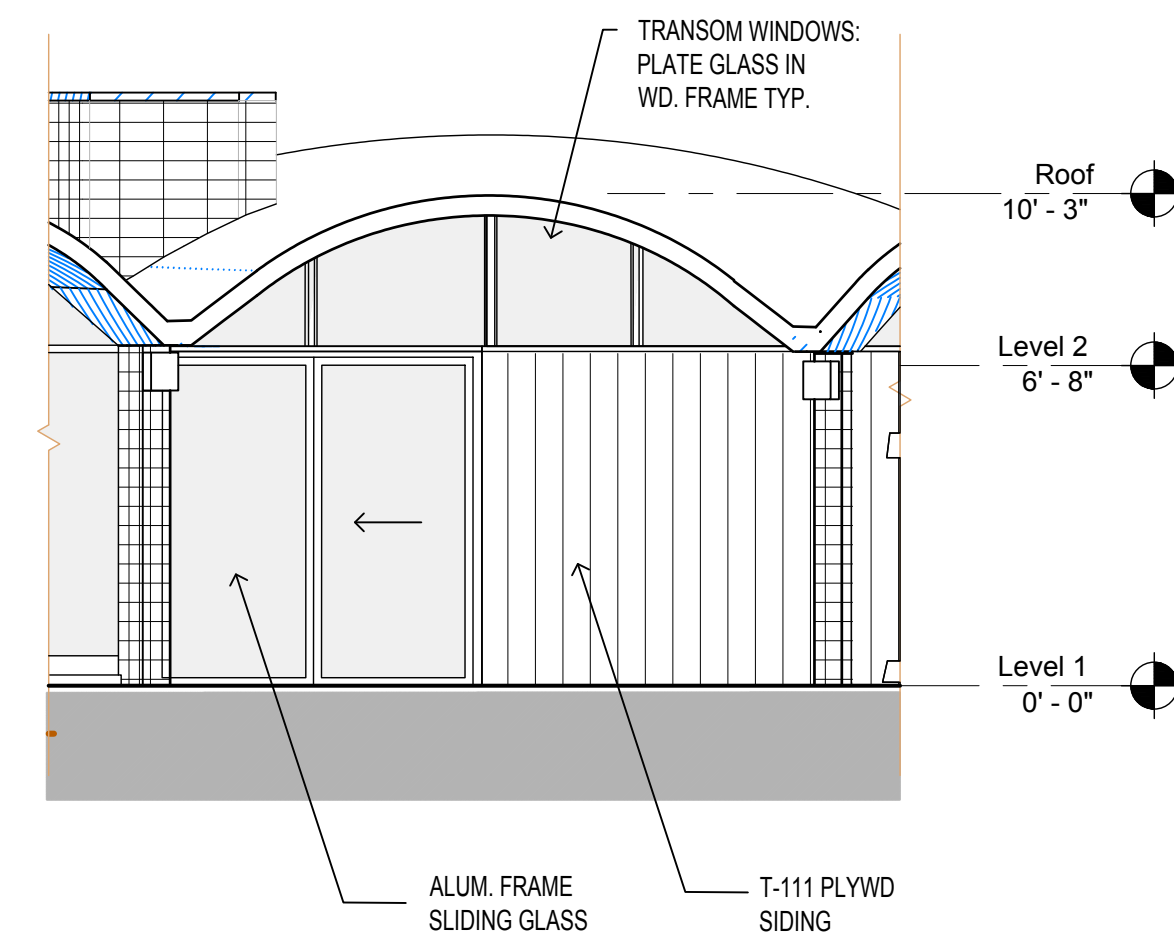 TRANSOM WINDOWS:
PLATE GLASS IN
WD. FRAME TYP.
Roof
10' - 3"
Level 2
6' - 8"
Level 1
0' - 0"
ALUM. FRAME
SLIDING GLASS
T-111 PLYWD
SIDING